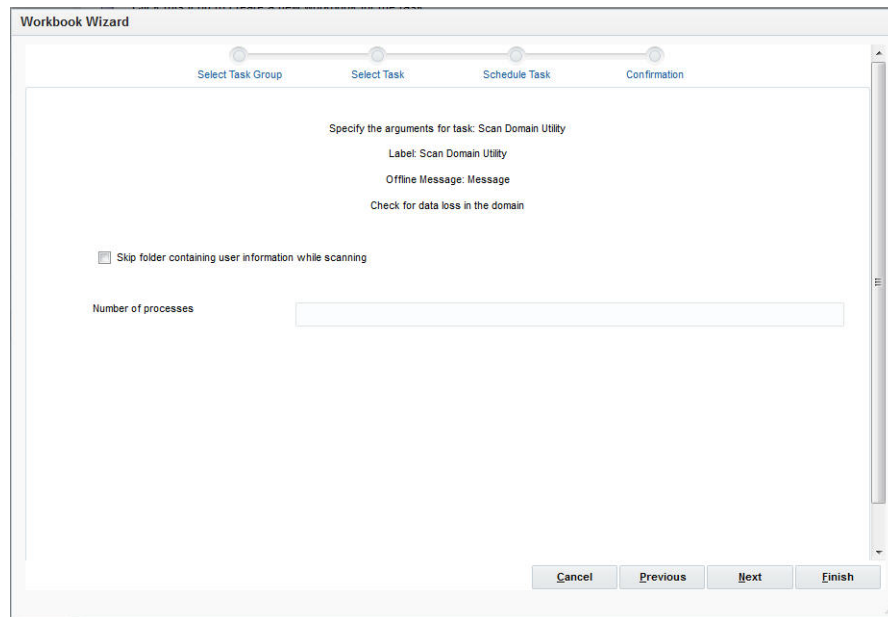 Workbook Wizard
Select Task Group Select Task Schedule Task Confirmation
Specify the arguments for task: Scan Domain Utility
Label: Scan Domain Utility
Offline Message: Message
Check for data loss in the domain
Skip folder containing user information while scanning
Number of processes
Cancel Previous Next Finish